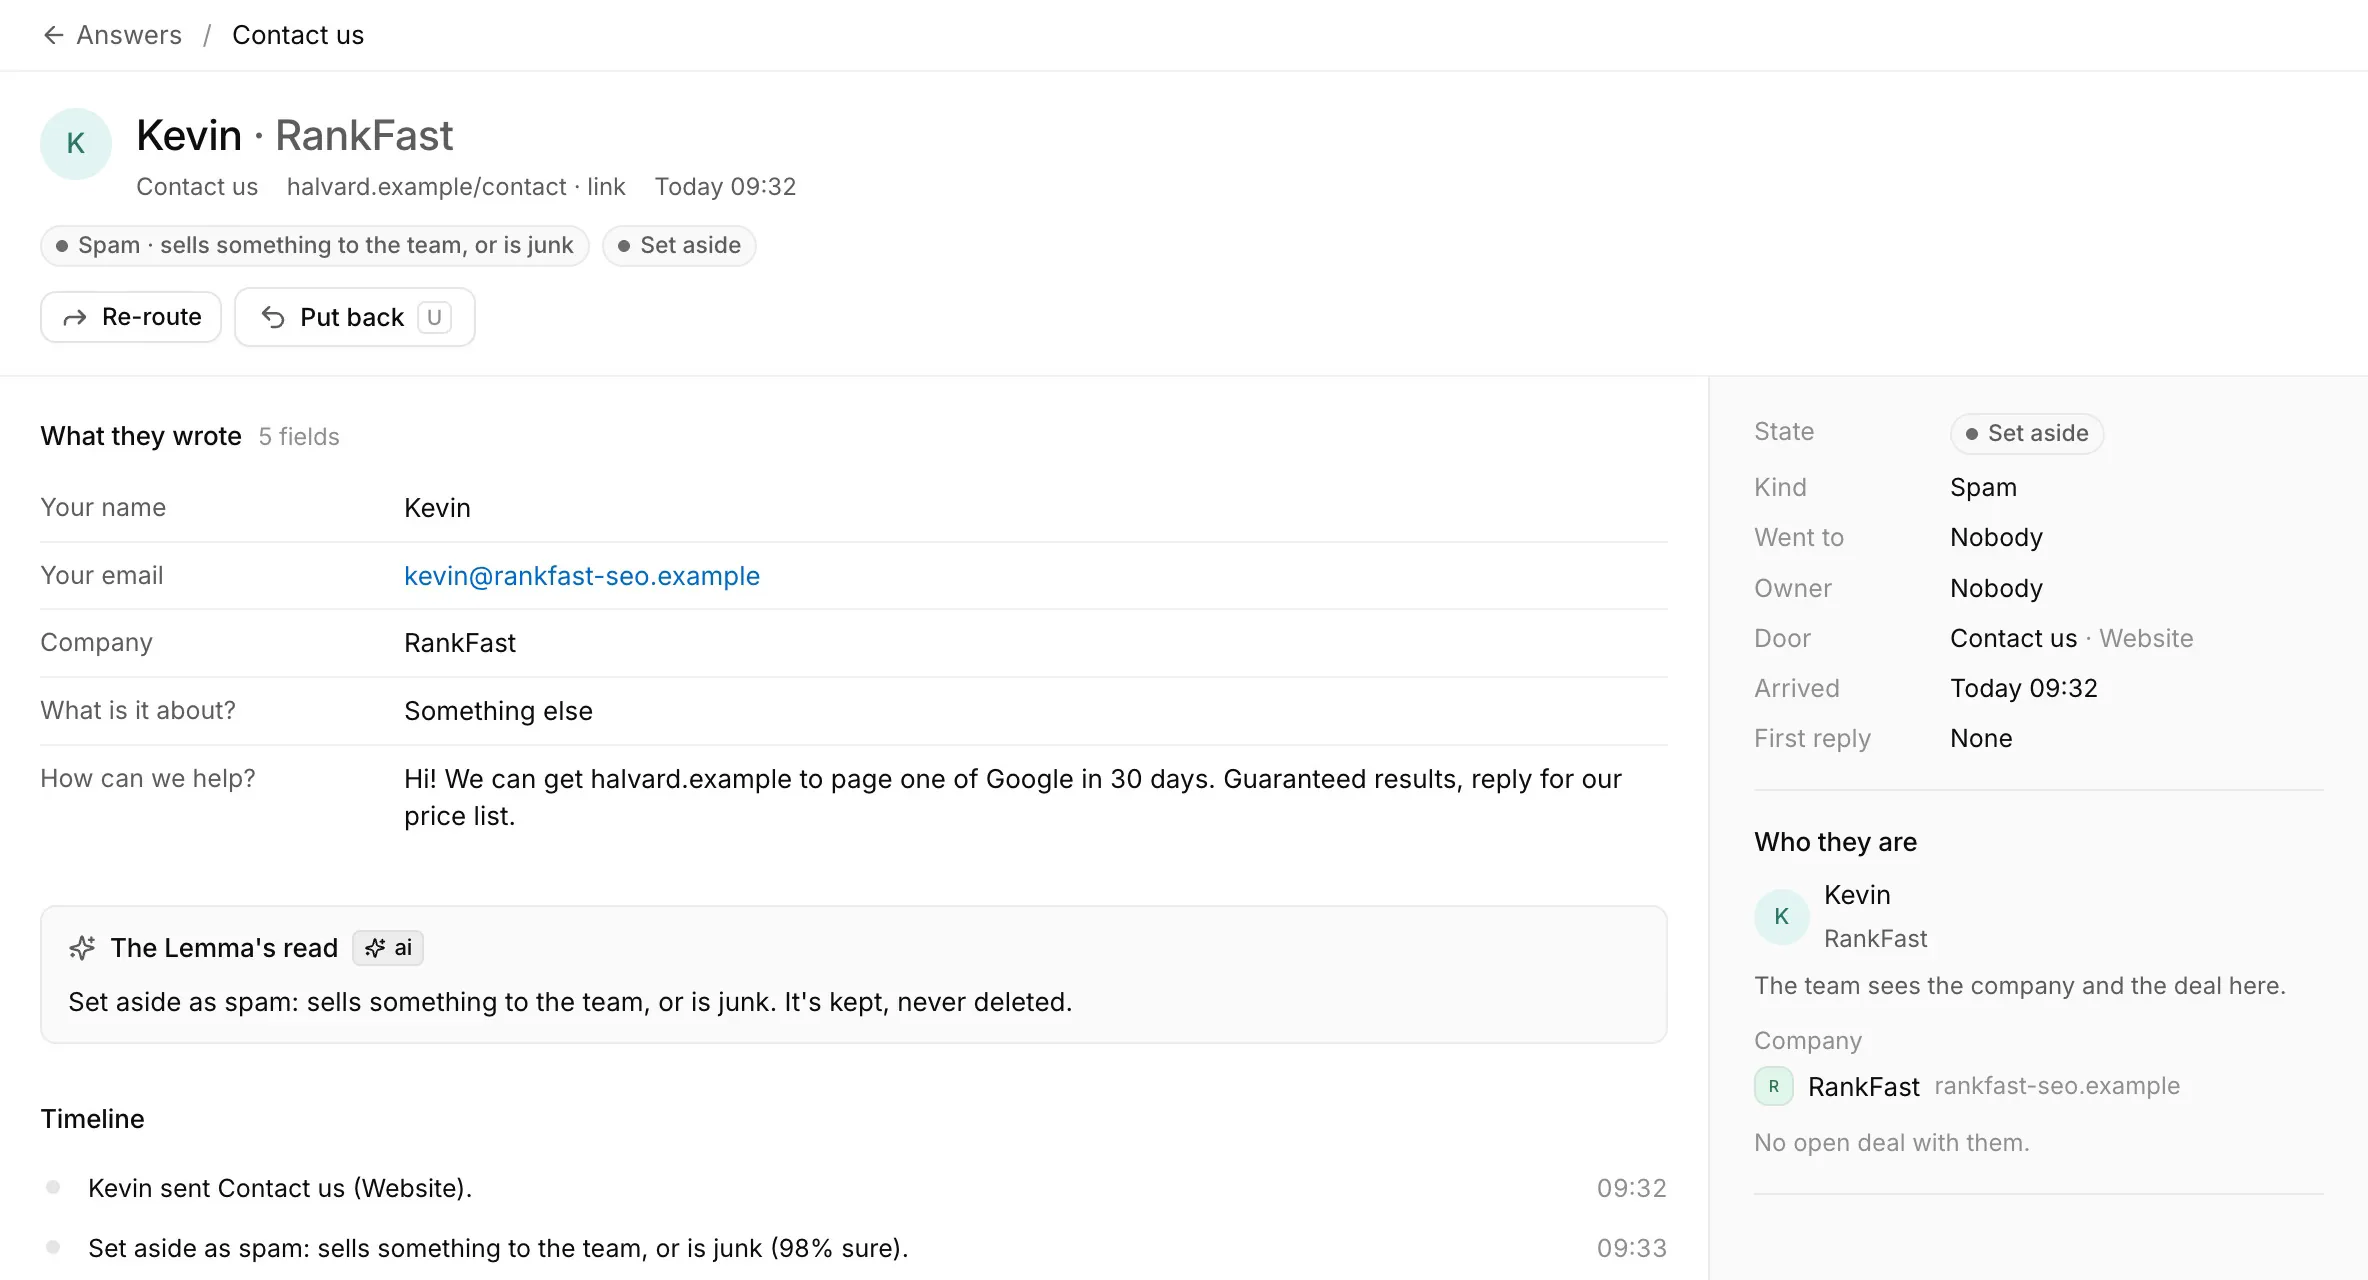 Answers / Contact us
K
Kevin · RankFast
Contact us halvard.example/contact · link Today 09:32
Spam · sells something to the team, or is junk
Set aside
Re-route
Put back U
What they wrote 5 fields
Your name Kevin
Your email kevin@rankfast-seo.example
Company RankFast
What is it about? Something else
How can we help? Hi! We can get halvard.example to page one of Google in 30 days. Guaranteed results, reply for our
price list.
The Lemma's read ai
Set aside as spam: sells something to the team, or is junk. It's kept, never deleted.
Timeline
Kevin sent Contact us (Website). 09:32
Set aside as spam: sells something to the team, or is junk (98% sure). 09:33
State Set aside
Kind Spam
Went to Nobody
Owner Nobody
Door Contact us · Website
Arrived Today 09:32
First reply None
Who they are
K
Kevin
RankFast
The team sees the company and the deal here.
Company
R RankFast rankfast-seo.example
No open deal with them.